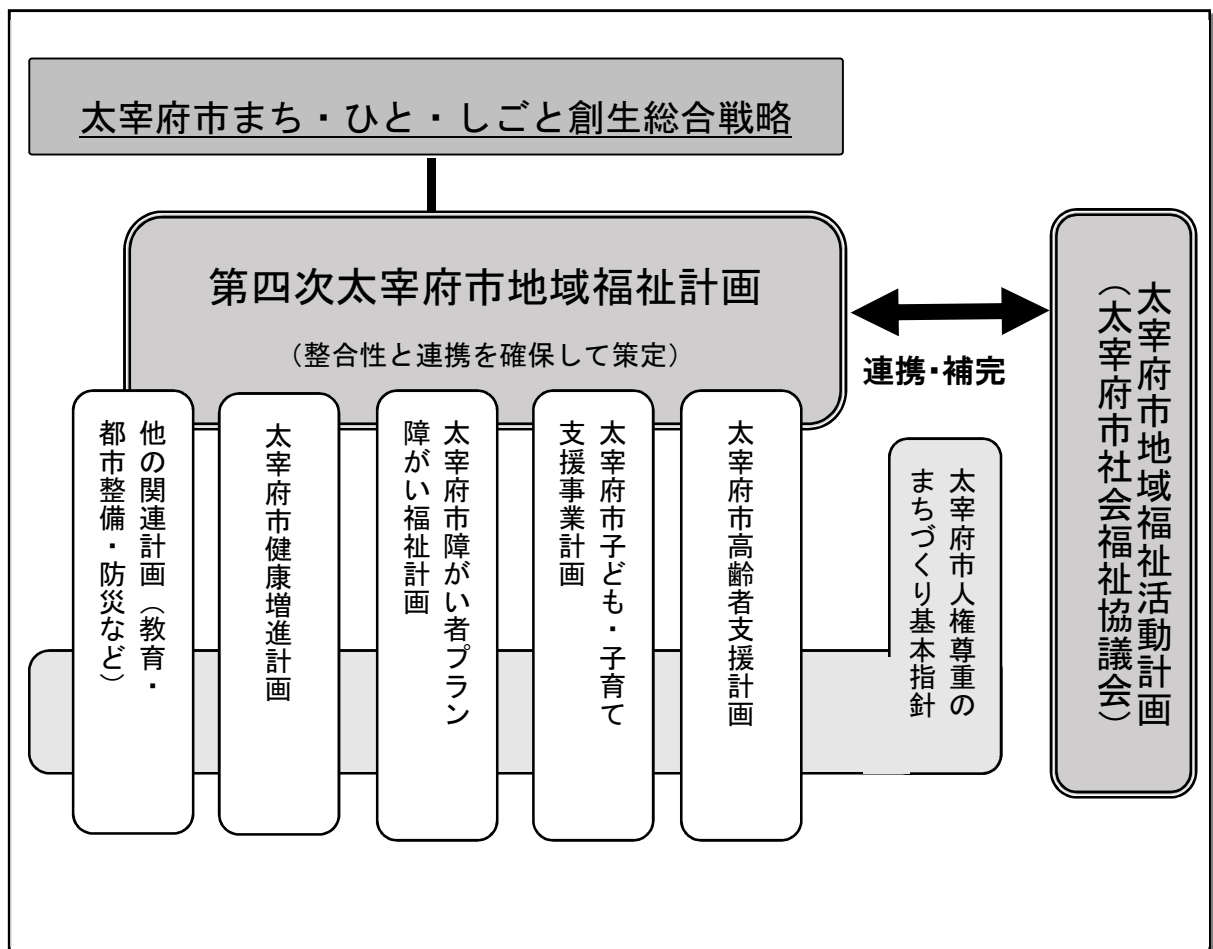 太宰府市まち・ひと・しごと創生総合戦略
第四次太宰府市地域福祉計画
（整合性と連携を確保して策定）
連携・補完
太宰府市地域福祉活動計画
（太宰府市社会福祉協議会）
太宰府市人権尊重の
まちづくり基本指針
太宰府市高齢者支援計画
太宰府市子ども・子育て
支援事業計画
太宰府市障がい者プラン
障がい福祉計画
太宰府市健康増進計画
他の関連計画（教育・
都市整備・防災など）